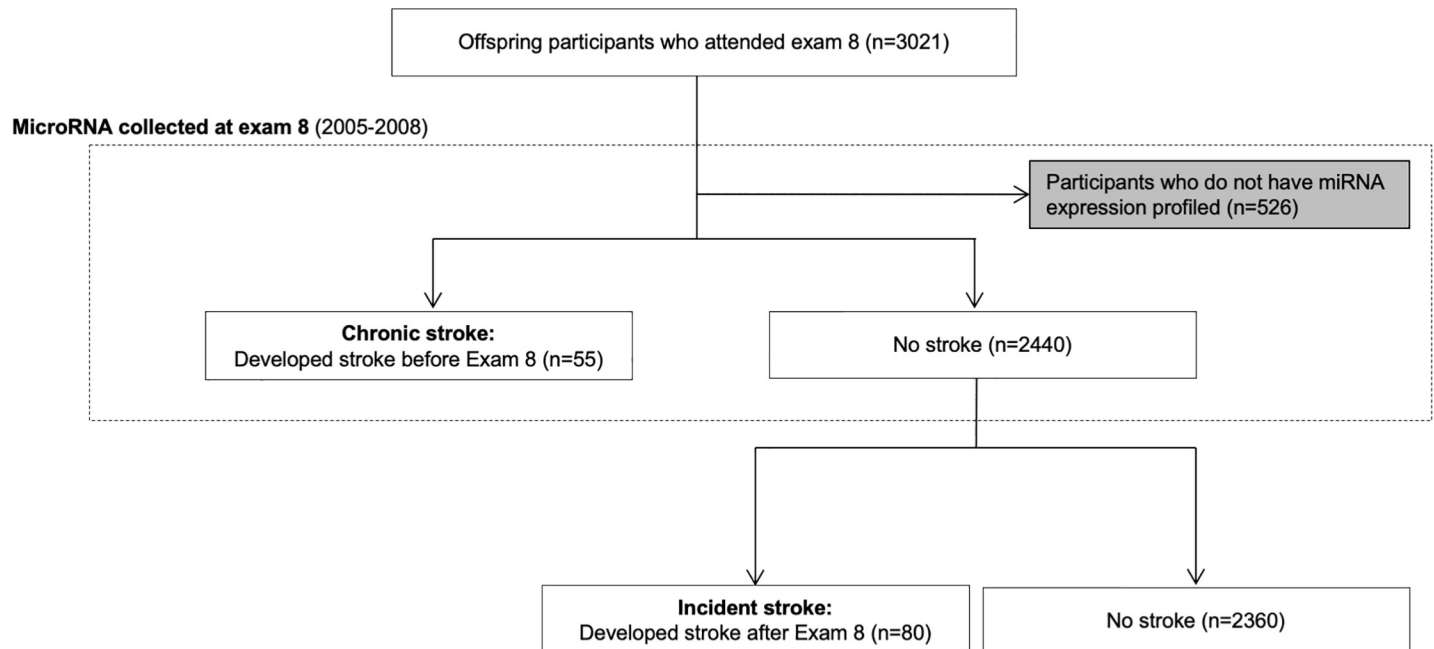 Offspring participants who attended exam 8 (n=3021)
MicroRNA collected at exam 8 (2005-2008)
Participants who do not have miRNA
expression profiled (n=526)
Chronic stroke:
Developed stroke before Exam 8 (n=55)
No stroke (n=2440)
Incident stroke:
Developed stroke after Exam 8 (n=80)
No stroke (n=2360)